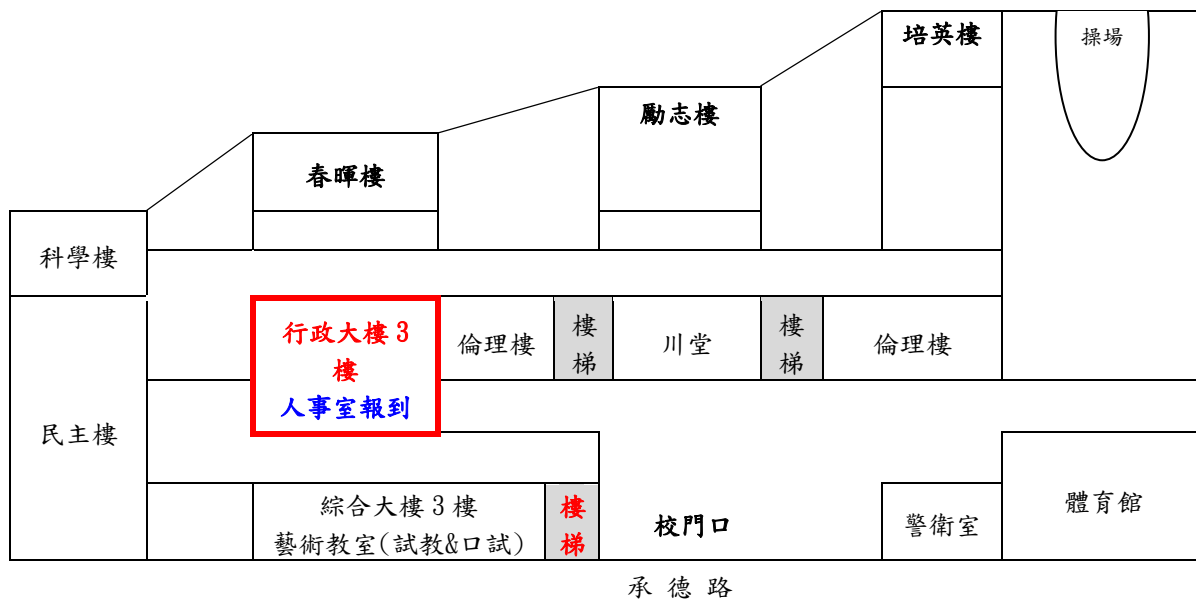 培英樓
操場
勵志樓
春暉樓
科學樓
行政大樓 3
樓
人事室報到
倫理樓
樓
梯
川堂
樓
梯
倫理樓
民主樓
綜合大樓 3 樓
藝術教室(試教&口試)
樓
梯
校門口
警衛室
體育館
承德路